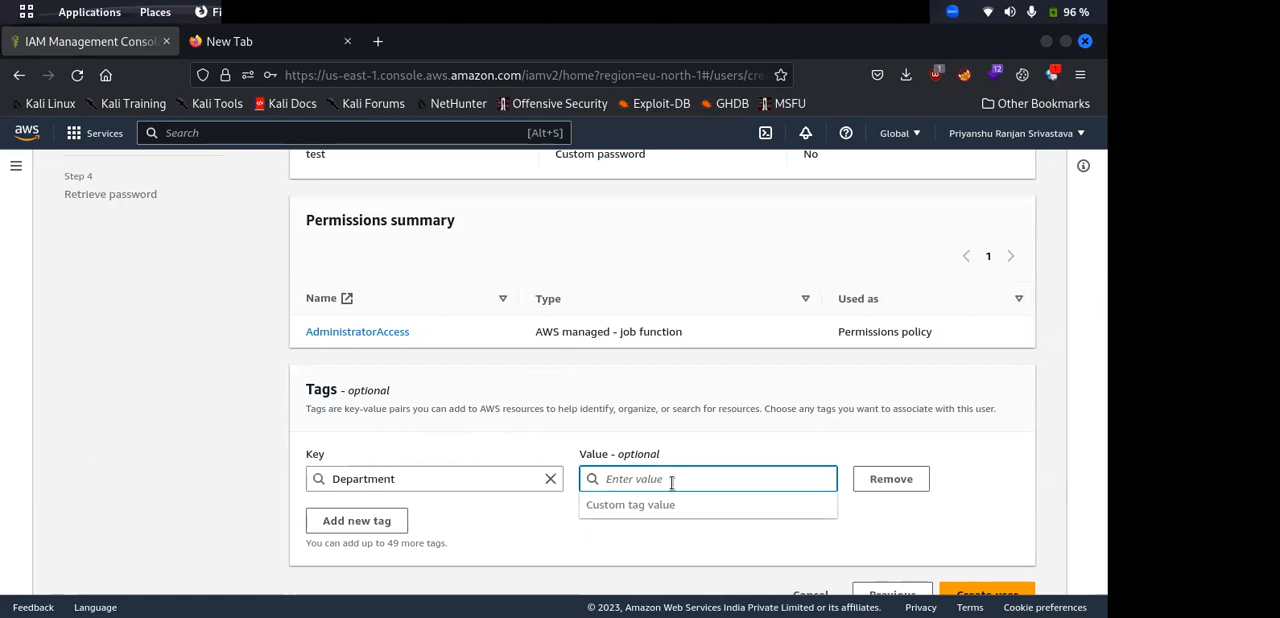 Applications Places Fi
96 %
IAM Management Consol
New Tab
https://us-east-1.console.aws.amazon.com/iamv2/home?region=eu-north-1#/users/cre
Kali Linux Kali Training Kali Tools Kali Docs Kali Forums NetHunter Offensive Security Exploit-DB GHDB MSFU Other Bookmarks
aws Services Search [Alt+S] Global Priyanshu Ranjan Srivastava
test Custom password No
Step 4
Retrieve password
Permissions summary
1
Name Type Used as
AdministratorAccess AWS managed - job function Permissions policy
Tags - optional
Tags are key-value pairs you can add to AWS resources to help identify, organize, or search for resources. Choose any tags you want to associate with this user.
Key Value - optional
Department Enter value Remove
Custom tag value
Add new tag
You can add up to 49 more tags.
Cancel Previous Create user
Feedback Language © 2023, Amazon Web Services India Private Limited or its affiliates. Privacy Terms Cookie preferences